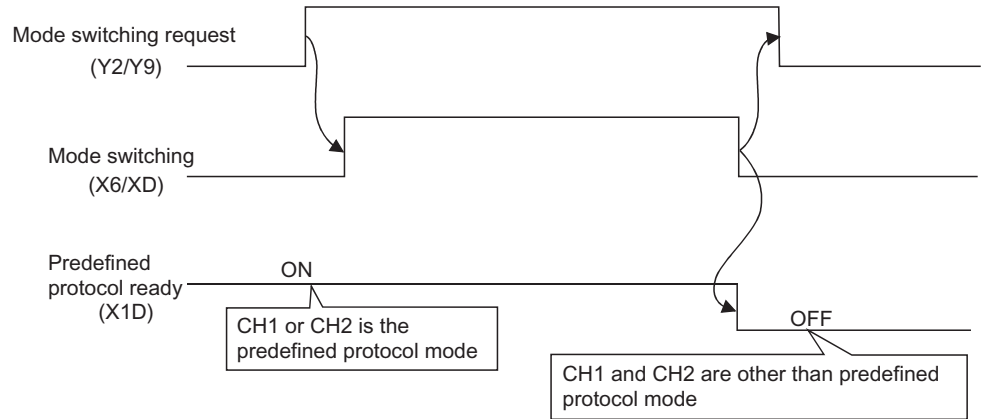 Mode switching request
(Y2/Y9)
Mode switching
(X6/XD)
Predefined
protocol ready
(X1D)
ON
CH1 or CH2 is the
predefined protocol mode
OFF
CH1 and CH2 are other than predefined
protocol mode